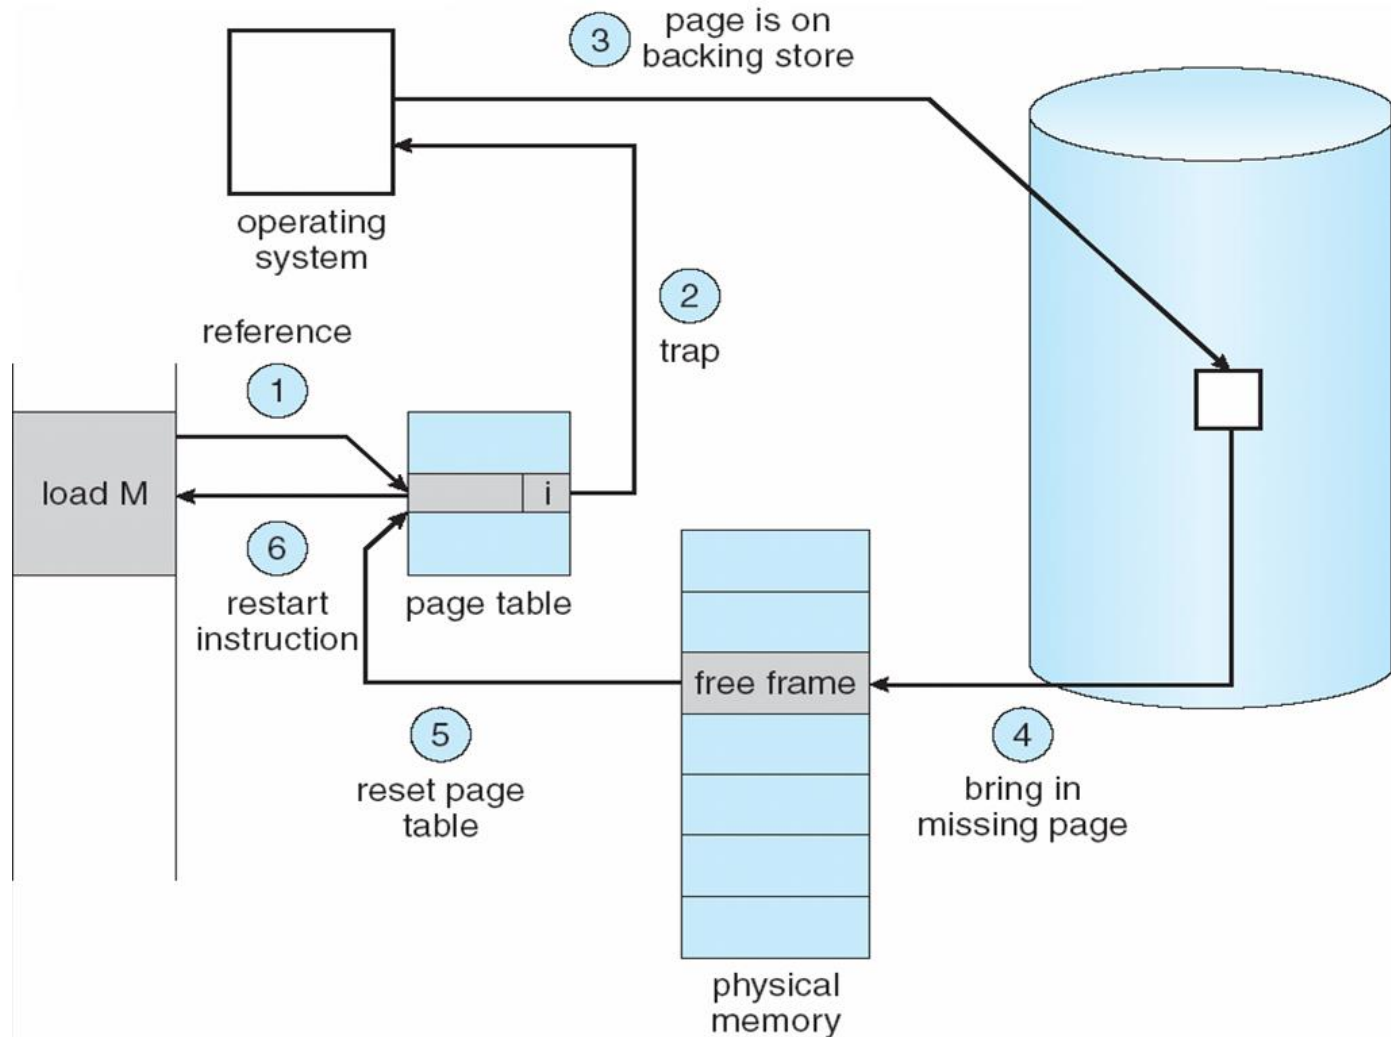 3
page is on
backing store
operating
system
2
trap
reference
1
load M
i
6
restart
instruction
page table
free frame
5
reset page
table
4
bring in
missing page
physical
memory